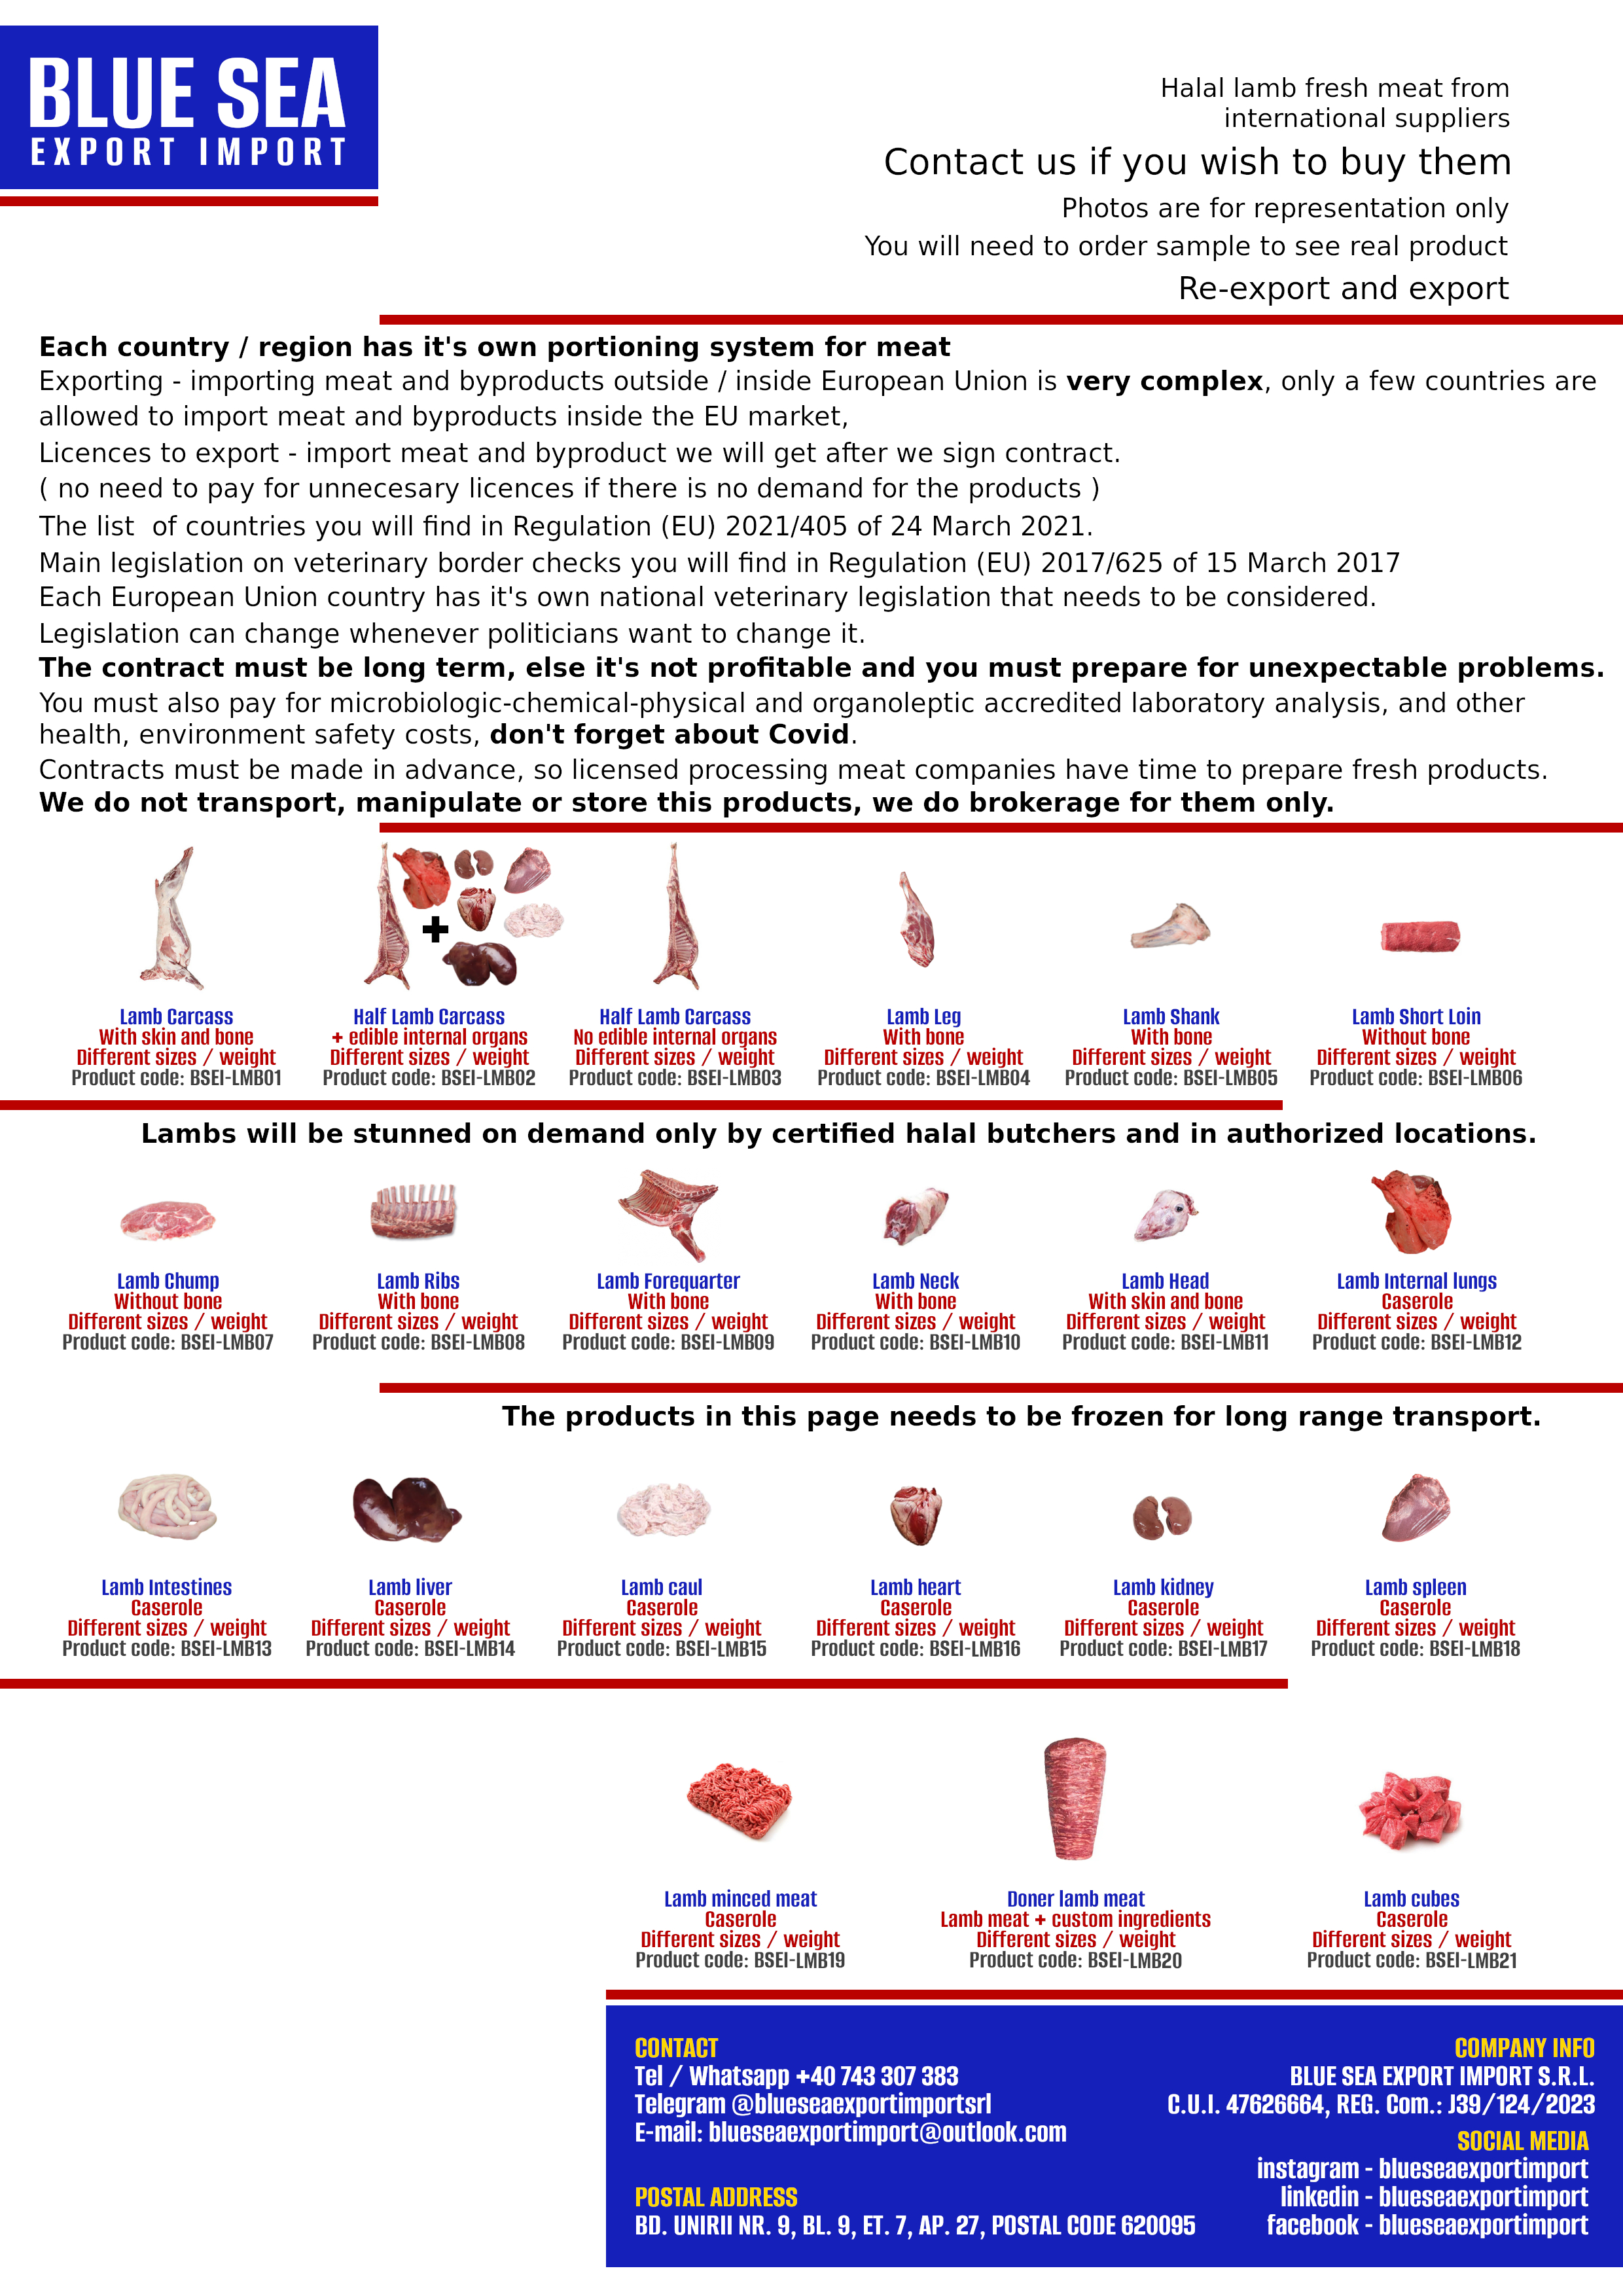 BLUE SEA
EXPORT IMPORT
Halal lamb fresh meat from
international suppliers
Contact us if you wish to buy them
Photos are for representation only
You will need to order sample to see real product
Re-export and export
Each country / region has it's own portioning system for meat
Exporting - importing meat and byproducts outside / inside European Union is very complex, only a few countries are
allowed to import meat and byproducts inside the EU market,
Licences to export - import meat and byproduct we will get after we sign contract.
( no need to pay for unnecesary licences if there is no demand for the products )
The list  of countries you will find in Regulation (EU) 2021/405 of 24 March 2021.
Main legislation on veterinary border checks you will find in Regulation (EU) 2017/625 of 15 March 2017
Each European Union country has it's own national veterinary legislation that needs to be considered.
Legislation can change whenever politicians want to change it.
The contract must be long term, else it's not profitable and you must prepare for unexpectable problems.
You must also pay for microbiologic-chemical-physical and organoleptic accredited laboratory analysis, and other
health, environment safety costs, don't forget about Covid.
Contracts must be made in advance, so licensed processing meat companies have time to prepare fresh products.
We do not transport, manipulate or store this products, we do brokerage for them only.
Lamb Carcass
With skin and bone
Different sizes / weight
Product code: BSEI-LMB01
Half Lamb Carcass
+ edible internal organs
Different sizes / weight
Product code: BSEI-LMB02
Half Lamb Carcass
No edible internal organs
Different sizes / weight
Product code: BSEI-LMB03
Lamb Leg
With bone
Different sizes / weight
Product code: BSEI-LMB04
Lamb Shank
With bone
Different sizes / weight
Product code: BSEI-LMB05
Lamb Short Loin
Without bone
Different sizes / weight
Product code: BSEI-LMB06
Lambs will be stunned on demand only by certified halal butchers and in authorized locations.
Lamb Chump
Without bone
Different sizes / weight
Product code: BSEI-LMB07
Lamb Ribs
With bone
Different sizes / weight
Product code: BSEI-LMB08
Lamb Forequarter
With bone
Different sizes / weight
Product code: BSEI-LMB09
Lamb Neck
With bone
Different sizes / weight
Product code: BSEI-LMB10
Lamb Head
With skin and bone
Different sizes / weight
Product code: BSEI-LMB11
Lamb Internal lungs
Caserole
Different sizes / weight
Product code: BSEI-LMB12
The products in this page needs to be frozen for long range transport.
Lamb Intestines
Caserole
Different sizes / weight
Product code: BSEI-LMB13
Lamb liver
Caserole
Different sizes / weight
Product code: BSEI-LMB14
Lamb caul
Caserole
Different sizes / weight
Product code: BSEI-LMB15
Lamb heart
Caserole
Different sizes / weight
Product code: BSEI-LMB16
Lamb kidney
Caserole
Different sizes / weight
Product code: BSEI-LMB17
Lamb spleen
Caserole
Different sizes / weight
Product code: BSEI-LMB18
Lamb minced meat
Caserole
Different sizes / weight
Product code: BSEI-LMB19
Doner lamb meat
Lamb meat + custom ingredients
Different sizes / weight
Product code: BSEI-LMB20
Lamb cubes
Caserole
Different sizes / weight
Product code: BSEI-LMB21
CONTACT
Tel / Whatsapp +40 743 307 383
Telegram @blueseaexportimportsrl
E-mail: blueseaexportimport@outlook.com
POSTAL ADDRESS
BD. UNIRII NR. 9, BL. 9, ET. 7, AP. 27, POSTAL CODE 620095
COMPANY INFO
BLUE SEA EXPORT IMPORT S.R.L.
C.U.I. 47626664, REG. Com.: J39/124/2023
SOCIAL MEDIA
instagram - blueseaexportimport
linkedin - blueseaexportimport
facebook - blueseaexportimport